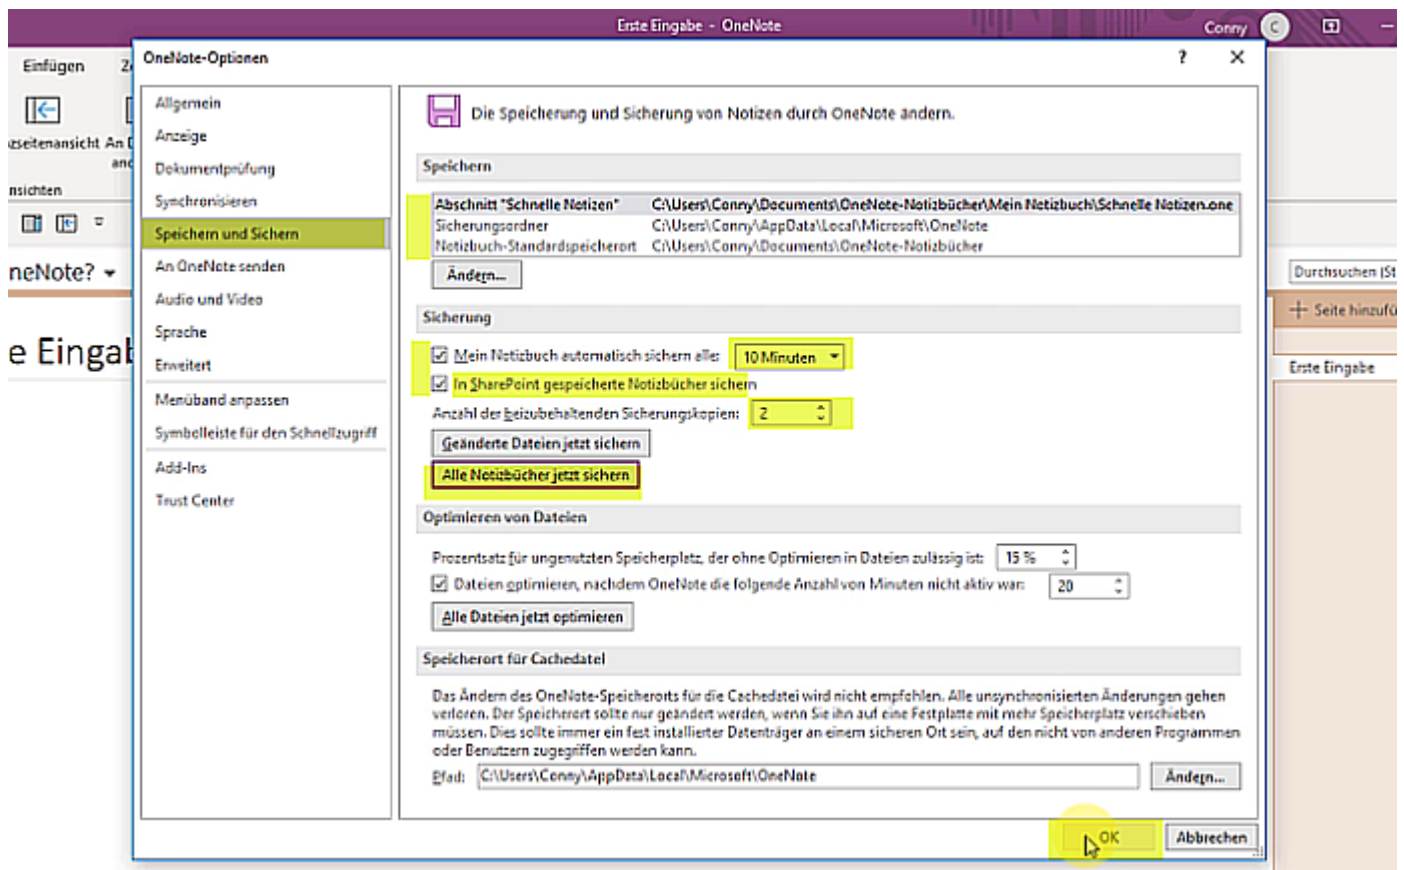 Erste Eingabe - OneNote
Conny
C
Einfügen
OneNote-Optionen
?
Allgemein
Anzeige
Dokumentprüfung
Synchronisieren
Speichern und Sichern
An OneNote senden
Audio und Video
Sprache
Erweitert
Menüband anpassen
Symbolleiste für den Schnellzugriff
Add-Ins
Trust Center
zseitenansicht An D
and
nsichten
neNote?
e Eingab
Die Speicherung und Sicherung von Notizen durch OneNote ändern.
Speichern
Abschnitt "Schnelle Notizen" C:\Users\Conny\Documents\OneNote-Notizbücher\Mein Notizbuch\Schnelle Notizen.one
Sicherungsordner C:\Users\Conny\AppData\Local\Microsoft\OneNote
Notizbuch-Standardspeicherort C:\Users\Conny\Documents\OneNote-Notizbücher
Ändern...
Sicherung
Mein Notizbuch automatisch sichern alle: 10 Minuten
In SharePoint gespeicherte Notizbücher sichern
Anzahl der beizubehaltenden Sicherungskopien: 2
Geänderte Dateien jetzt sichern
Alle Notizbücher jetzt sichern
Optimieren von Dateien
Prozentsatz für ungenutzten Speicherplatz, der ohne Optimieren in Dateien zulässig ist: 15 %
Dateien optimieren, nachdem OneNote die folgende Anzahl von Minuten nicht aktiv war: 20
Alle Dateien jetzt optimieren
Speicherort für Cachedatei
Das Ändern des OneNote-Speicherorts für die Cachedatei wird nicht empfohlen. Alle unsynchronisierten Änderungen gehen
verloren. Der Speicherort sollte nur geändert werden, wenn Sie ihn auf eine Festplatte mit mehr Speicherplatz verschieben
müssen. Dies sollte immer ein fest installierter Datenträger an einem sicheren Ort sein, auf den nicht von anderen Programmen
oder Benutzern zugegriffen werden kann.
Pfad: C:\Users\Conny\AppData\Local\Microsoft\OneNote
Ändern...
OK
Abbrechen
Durchsuchen (St
Seite hinzufü
Erste Eingabe